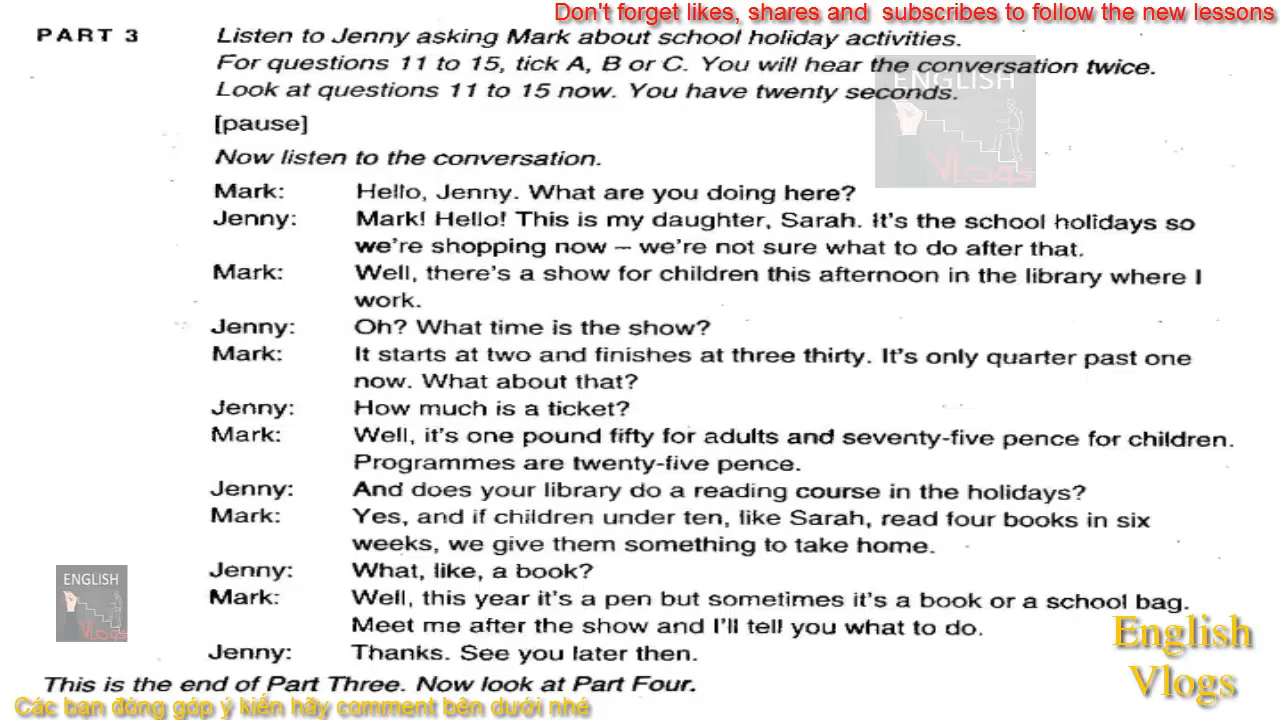 Don't forget likes, shares and subscribes to follow the new lessons
PART 3 Listen to Jenny asking Mark about school holiday activities.
For questions 11 to 15, tick A, B or C. You will hear the conversation twice.
Look at questions 11 to 15 now. You have twenty seconds.
ENGLISH
Vlogs
[pause]
Now listen to the conversation.
Mark: Hello, Jenny. What are you doing here?
Jenny: Mark! Hello! This is my daughter, Sarah. It's the school holidays so
we're shopping now – we're not sure what to do after that.
Mark: Well, there's a show for children this afternoon in the library where I
work.
Jenny: Oh? What time is the show?
Mark: It starts at two and finishes at three thirty. It's only quarter past one
now. What about that?
Jenny: How much is a ticket?
Mark: Well, it's one pound fifty for adults and seventy-five pence for children.
Programmes are twenty-five pence.
Jenny: And does your library do a reading course in the holidays?
Mark: Yes, and if children under ten, like Sarah, read four books in six
weeks, we give them something to take home.
Jenny: What, like, a book?
Mark: Well, this year it's a pen but sometimes it's a book or a school bag.
Meet me after the show and I'll tell you what to do.
Jenny: Thanks. See you later then.
ENGLISH
Vlogs
English
Vlogs
This is the end of Part Three. Now look at Part Four.
Các bạn đóng góp ý kiến hãy comment bên dưới nhé